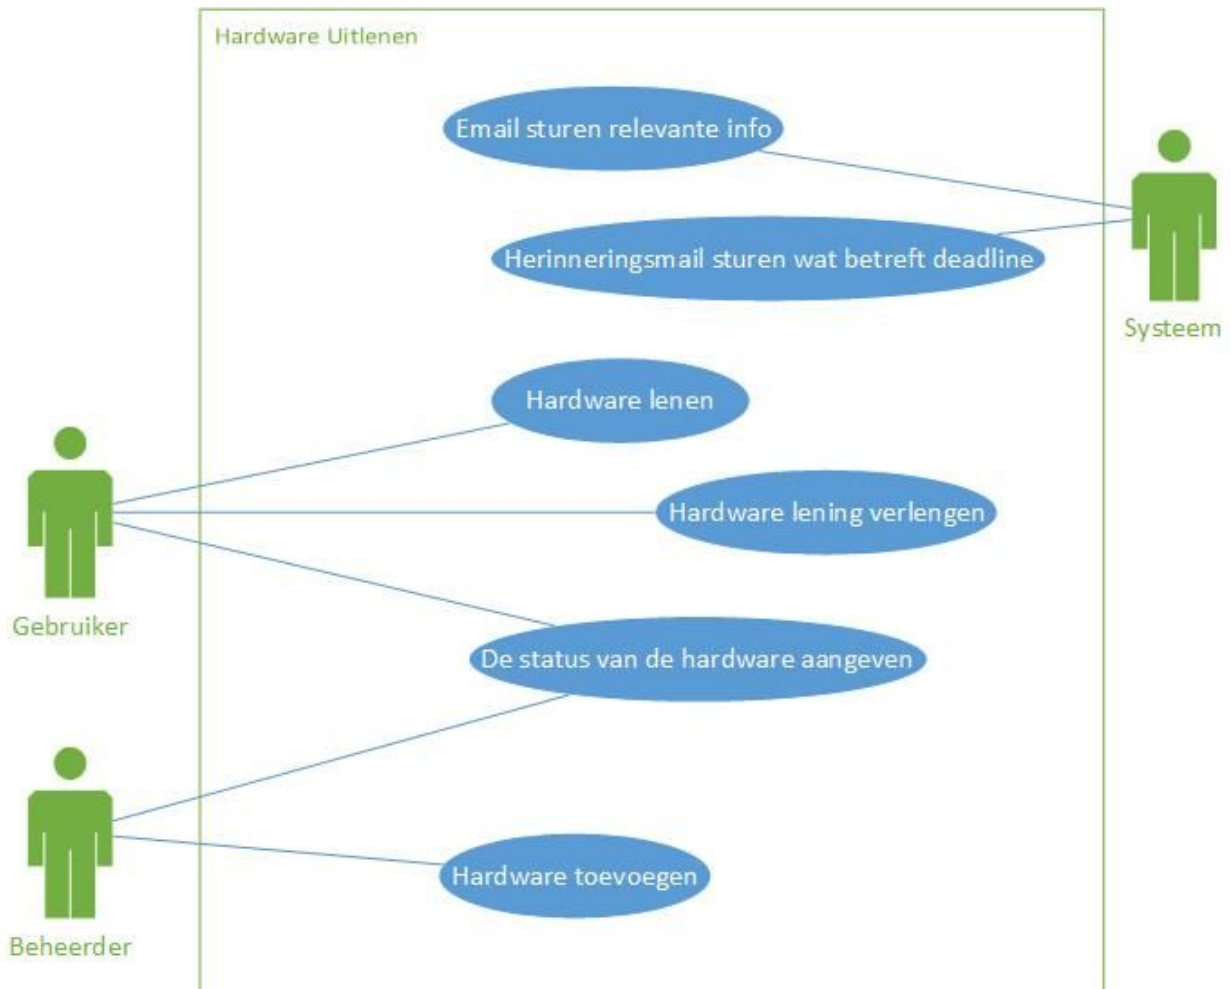 Hardware Uitlenen
Email sturen relevante info
Herinneringsmail sturen wat betreft deadline
Systeem
Hardware lenen
Hardware lening verlengen
Gebruiker
De status van de hardware aangeven
Hardware toevoegen
Beheerder